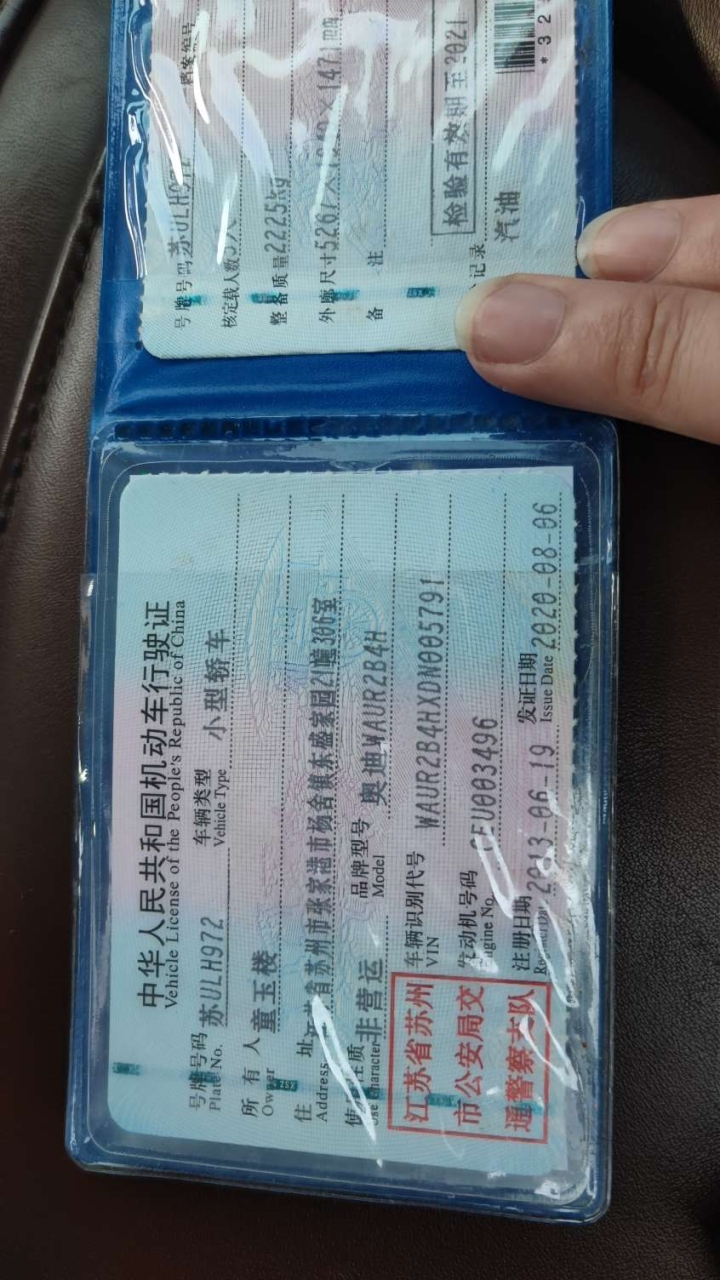 中华人民共和国机动车行驶证
Vehicle License of the People's Republic of China
号牌号码 苏ULH972 车辆类型 小型轿车
Plate No. Vehicle Type
所有人 童玉楼
Owner
住 址 省苏州市张家港市杨舍镇东盛家园21幢306室
Address
使 性质 非营运 品牌型号 奥迪WAUR2B4H
Use Character Model
车辆识别代号 WAUR2B4HXDN005791
VIN
发动机号码 003496
Engine No.
注册日期 2013-06-19 发证日期 2020-08-06
Issue Date
江苏省苏州
市公安局交
通警察支队
号牌号码 苏ULH972 档案编号
核定载人数
整备质量 2225kg
外廓尺寸
备 注
检验有效期至2021
记录
汽油
*32